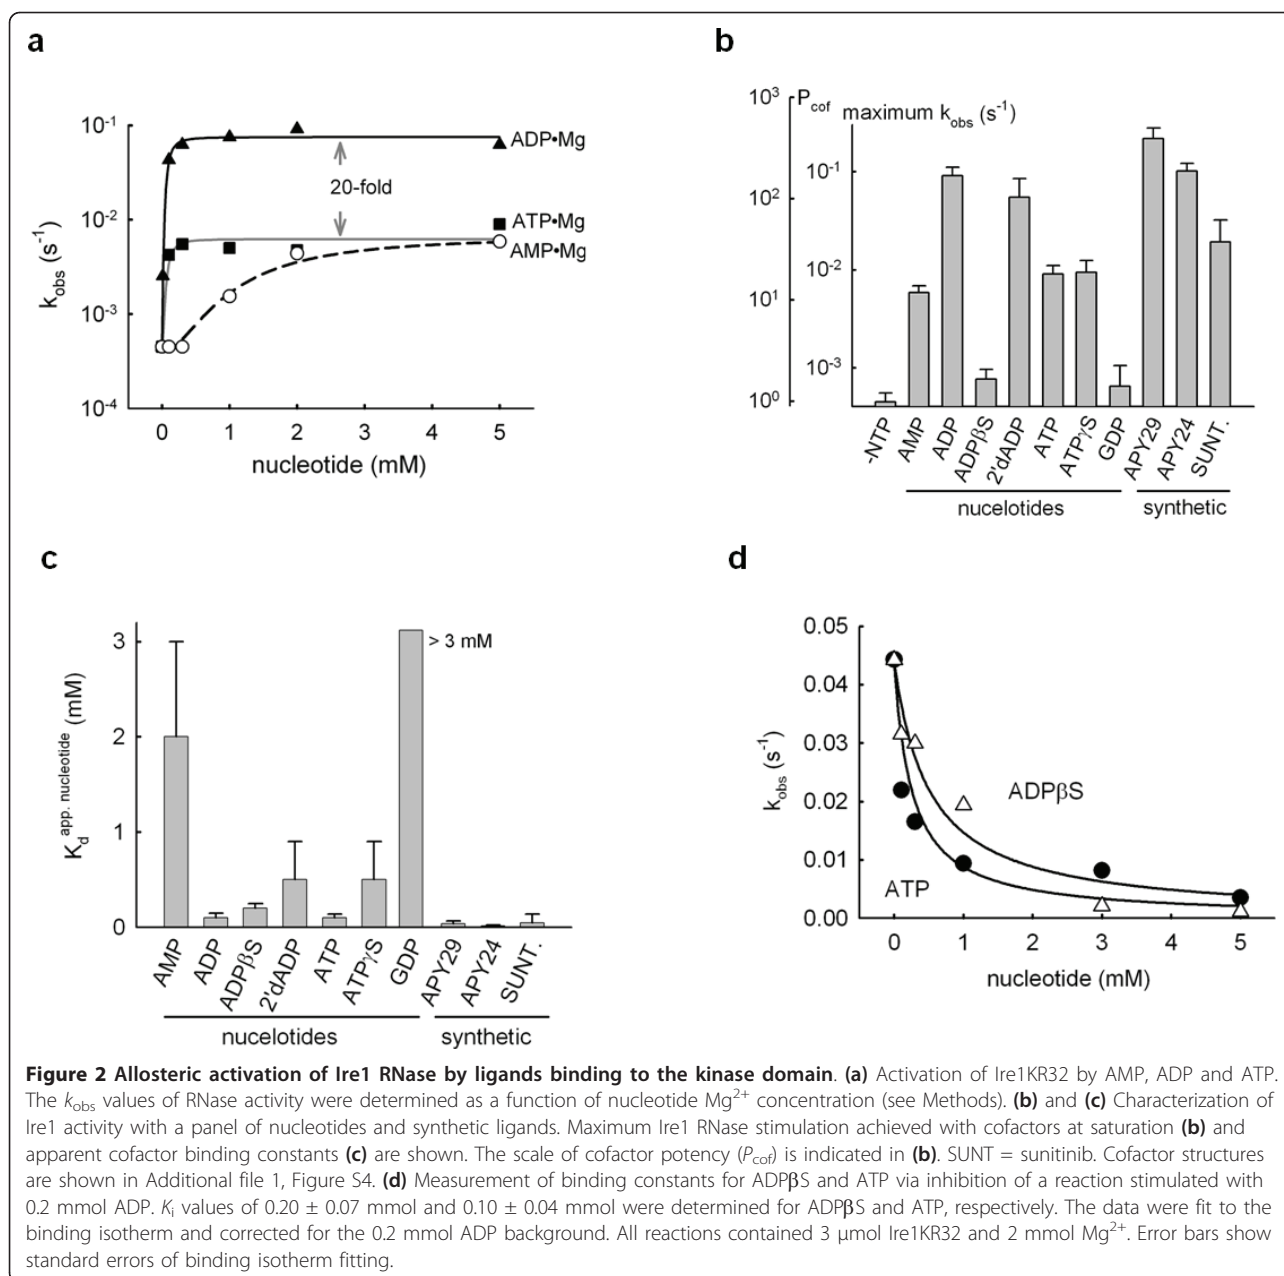 a
10^-1
10^-2
10^-3
10^-4
k_obs (s^-1)
ADP•Mg
20-fold
ATP•Mg
AMP•Mg
0 1 2 3 4 5
nucleotide (mM)
b
10^3
10^2
10^1
10^0
P_cof maximum k_obs (s^-1)
10^-1
10^-2
10^-3
-NTP
AMP
ADP
ADPβS
2'dADP
ATP
ATPγS
GDP
APY29
APY24
SUNT.
nucelotides
synthetic
c
3
2
1
0
K_d^app. nucleotide (mM)
> 3 mM
AMP
ADP
ADPβS
2'dADP
ATP
ATPγS
GDP
APY29
APY24
SUNT.
nucelotides
synthetic
d
0.05
0.04
0.03
0.02
0.01
0.00
k_obs (s^-1)
ADPβS
ATP
0 1 2 3 4 5
nucleotide (mM)
Figure 2 Allosteric activation of Ire1 RNase by ligands binding to the kinase domain. (a) Activation of Ire1KR32 by AMP, ADP and ATP.
The k_obs values of RNase activity were determined as a function of nucleotide Mg^2+ concentration (see Methods). (b) and (c) Characterization of
Ire1 activity with a panel of nucleotides and synthetic ligands. Maximum Ire1 RNase stimulation achieved with cofactors at saturation (b) and
apparent cofactor binding constants (c) are shown. The scale of cofactor potency (P_cof) is indicated in (b). SUNT = sunitinib. Cofactor structures
are shown in Additional file 1, Figure S4. (d) Measurement of binding constants for ADPβS and ATP via inhibition of a reaction stimulated with
0.2 mmol ADP. K_i values of 0.20 ± 0.07 mmol and 0.10 ± 0.04 mmol were determined for ADPβS and ATP, respectively. The data were fit to the
binding isotherm and corrected for the 0.2 mmol ADP background. All reactions contained 3 μmol Ire1KR32 and 2 mmol Mg^2+. Error bars show
standard errors of binding isotherm fitting.